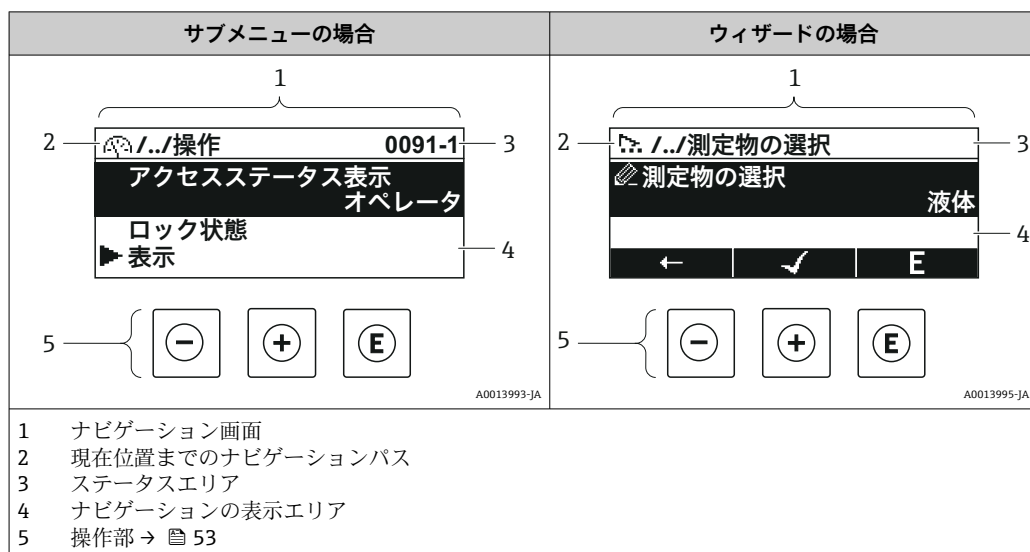 サブメニューの場合
ウィザードの場合
1
2
/../操作 0091-1
3
アクセスステータス表示
オペレータ
ロック状態
表示
4
5
- + E
A0013993-JA
1
2
/../測定物の選択
3
測定物の選択
液体
4
← ✓ E
5
- + E
A0013995-JA
1 ナビゲーション画面
2 現在位置までのナビゲーションパス
3 ステータスエリア
4 ナビゲーションの表示エリア
5 操作部 → 53